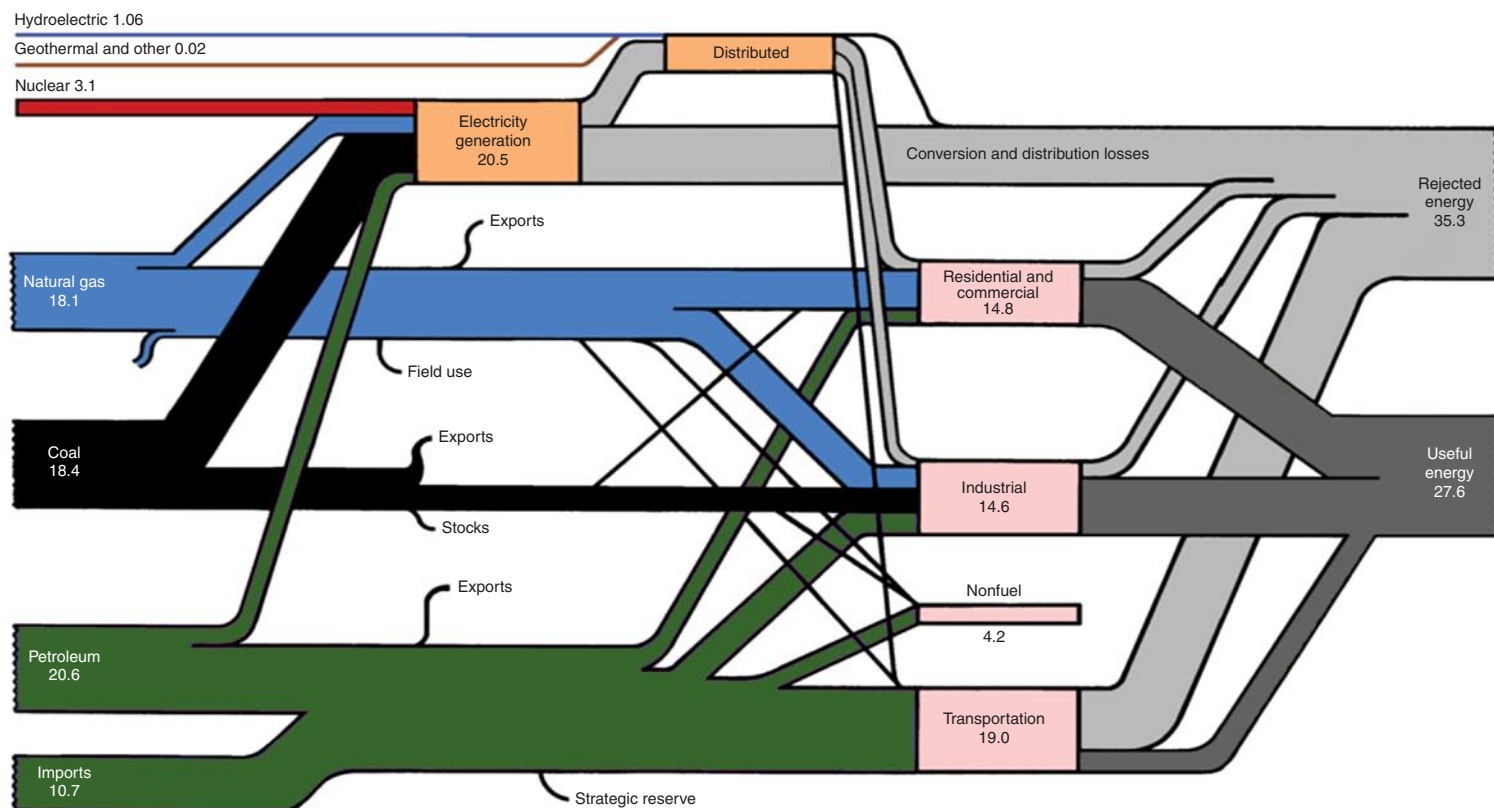 Hydroelectric 1.06
Geothermal and other 0.02
Nuclear 3.1
Distributed
Electricity
generation
20.5
Conversion and distribution losses
Rejected
energy
35.3
Exports
Natural gas
18.1
Residential and
commercial
14.8
Field use
Exports
Coal
18.4
Useful
energy
27.6
Industrial
14.6
Stocks
Exports
Nonfuel
4.2
Petroleum
20.6
Transportation
19.0
Imports
10.7
Strategic reserve